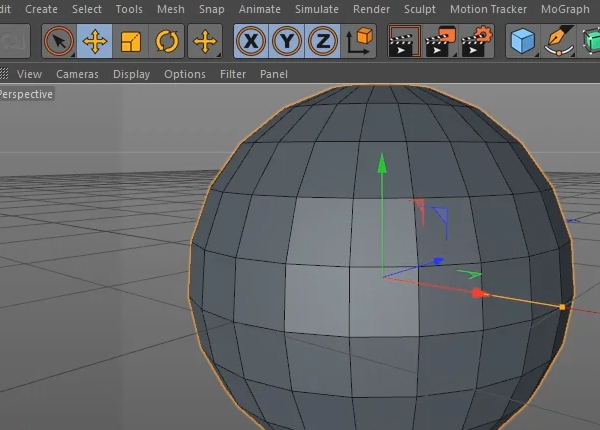 dit Create Select Tools Mesh Snap Animate Simulate Render Sculpt Motion Tracker MoGraph
X Y Z
View Cameras Display Options Filter Panel
Perspective